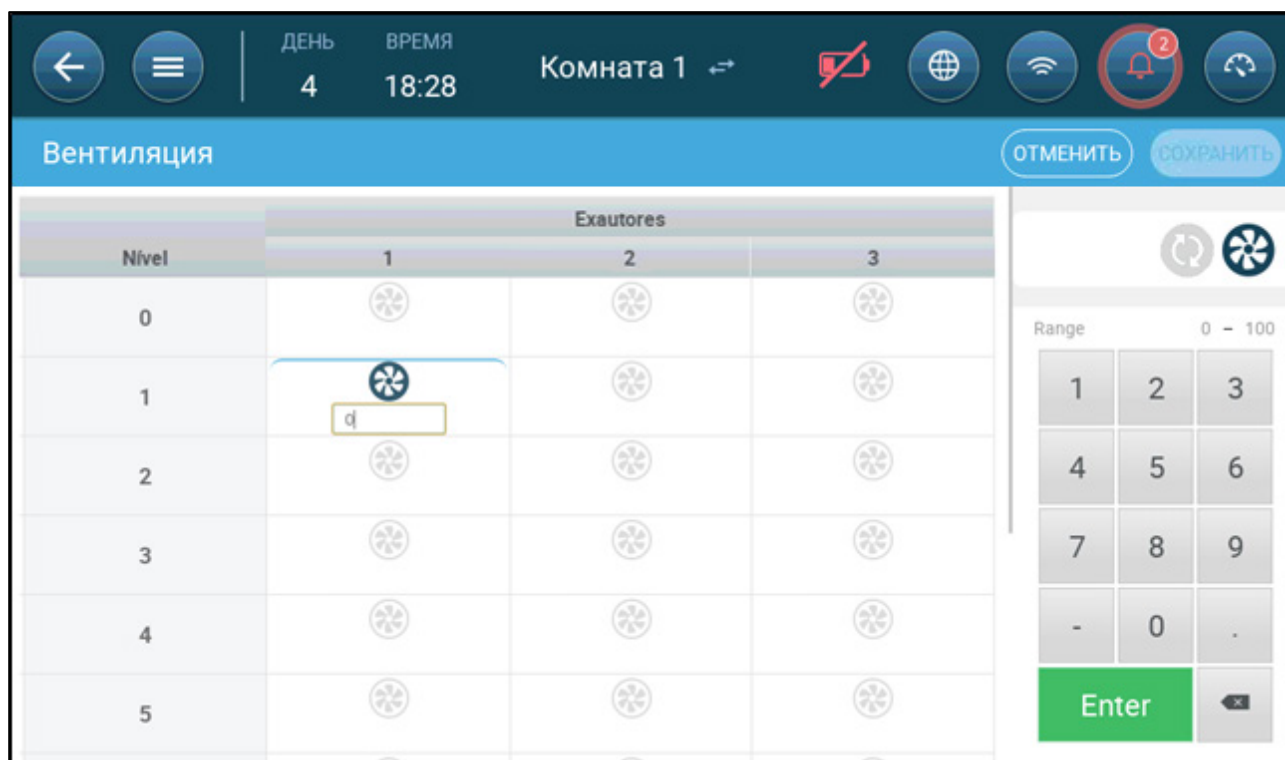 ДЕНЬ ВРЕМЯ
4 18:28 Комната 1 2
Вентиляция ОТМЕНИТЬ СОХРАНИТЬ
Exautores
Nível 1 2 3
0
Range 0 – 100
1 0
2
3
4
5
1 2 3
4 5 6
7 8 9
- 0 .
Enter